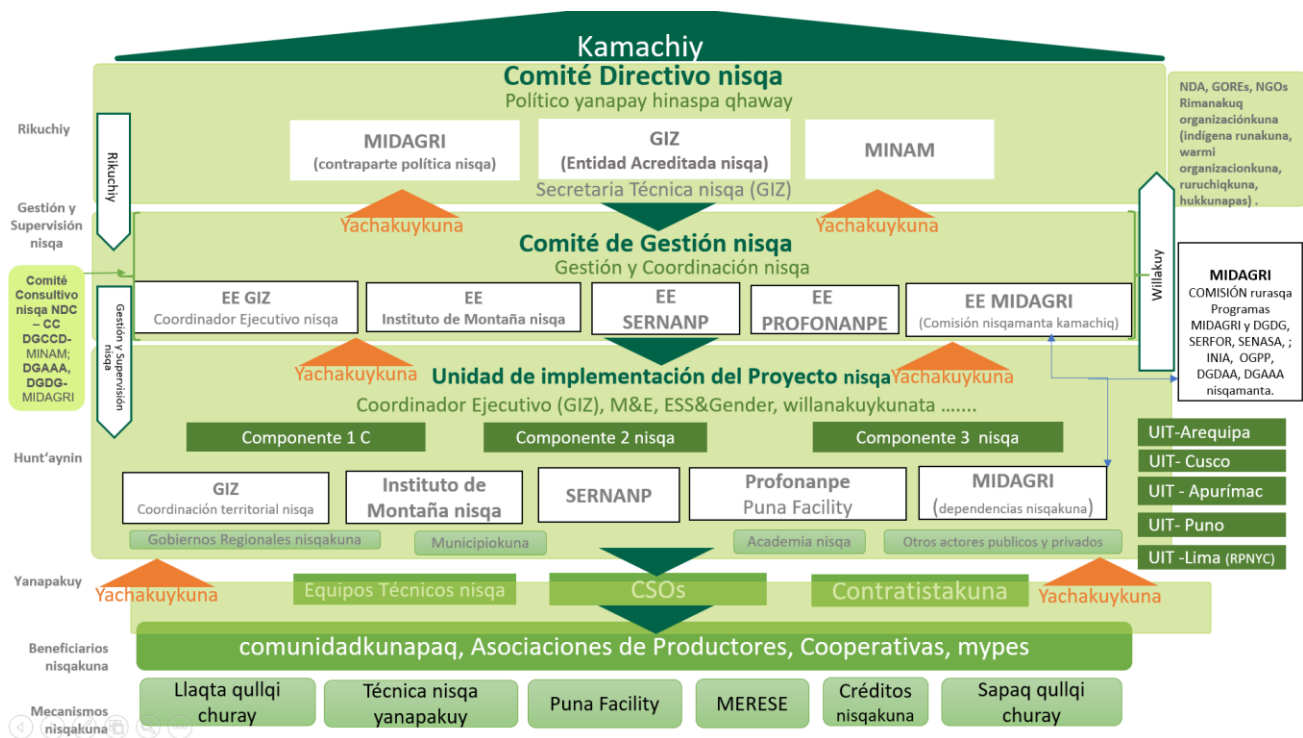 Kamachiy
Comité Directivo nisqa
Político yanapay hinaspa qhaway
Rikuchiy
MIDAGRI
(contraparte política nisqa)
GIZ
(Entidad Acreditada nisqa)
MINAM
Secretaria Técnica nisqa (GIZ)
NDA, GOREs, NGOs
Rimanakuq
organizaciónkuna
(indígena runakuna,
warmi
organizacionkuna,
ruruchiqkuna,
hukkunapas) .
Rikuchiy
Gestión y
Supervisión
nisqa
Yachakuykuna
Yachakuykuna
Comité de Gestión nisqa
Gestión y Coordinación nisqa
Willakuy
Comité
Consultivo
nisqa NDC
– CC
DGCCD-
MINAM;
DGAAA,
DGDG-
MIDAGRI
EE GIZ
Coordinador Ejecutivo nisqa
EE
Instituto de Montaña nisqa
EE
SERNANP
EE
PROFONANPE
EE MIDAGRI
(Comisión nisqamanta kamachiq)
MIDAGRI
COMISIÓN rurasqa
Programas
MIDAGRI y DGDG,
SERFOR, SENASA, ;
INIA, OGPP,
DGDAA, DGAAA
nisqamanta.
Gestión y Supervisión
nisqa
Yachakuykuna
Yachakuykuna
Unidad de implementación del Proyecto nisqa
Coordinador Ejecutivo (GIZ), M&E, ESS&Gender, willanakuykunata .......
Componente 1 C
Componente 2 nisqa
Componente 3 nisqa
Hunt‘aynin
GIZ
Coordinación territorial nisqa
Instituto de
Montaña nisqa
SERNANP
Profonanpe
Puna Facility
MIDAGRI
(dependencias nisqakuna)
UIT-Arequipa
UIT- Cusco
UIT - Apurímac
UIT- Puno
UIT -Lima (RPNYC)
Gobiernos Regionales nisqakuna
Municipiokuna
Academia nisqa
Otros actores publicos y privados
Yanapakuy
Yachakuykuna
Equipos Técnicos nisqa
CSOs
Contratistakuna
Yachakuykuna
Beneficiarios
nisqakuna
comunidadkunapaq, Asociaciones de Productores, Cooperativas, mypes
Mecanismos
nisqakuna
Llaqta qullqi
churay
Técnica nisqa
yanapakuy
Puna Facility
MERESE
Créditos
nisqakuna
Sapaq qullqi
churay